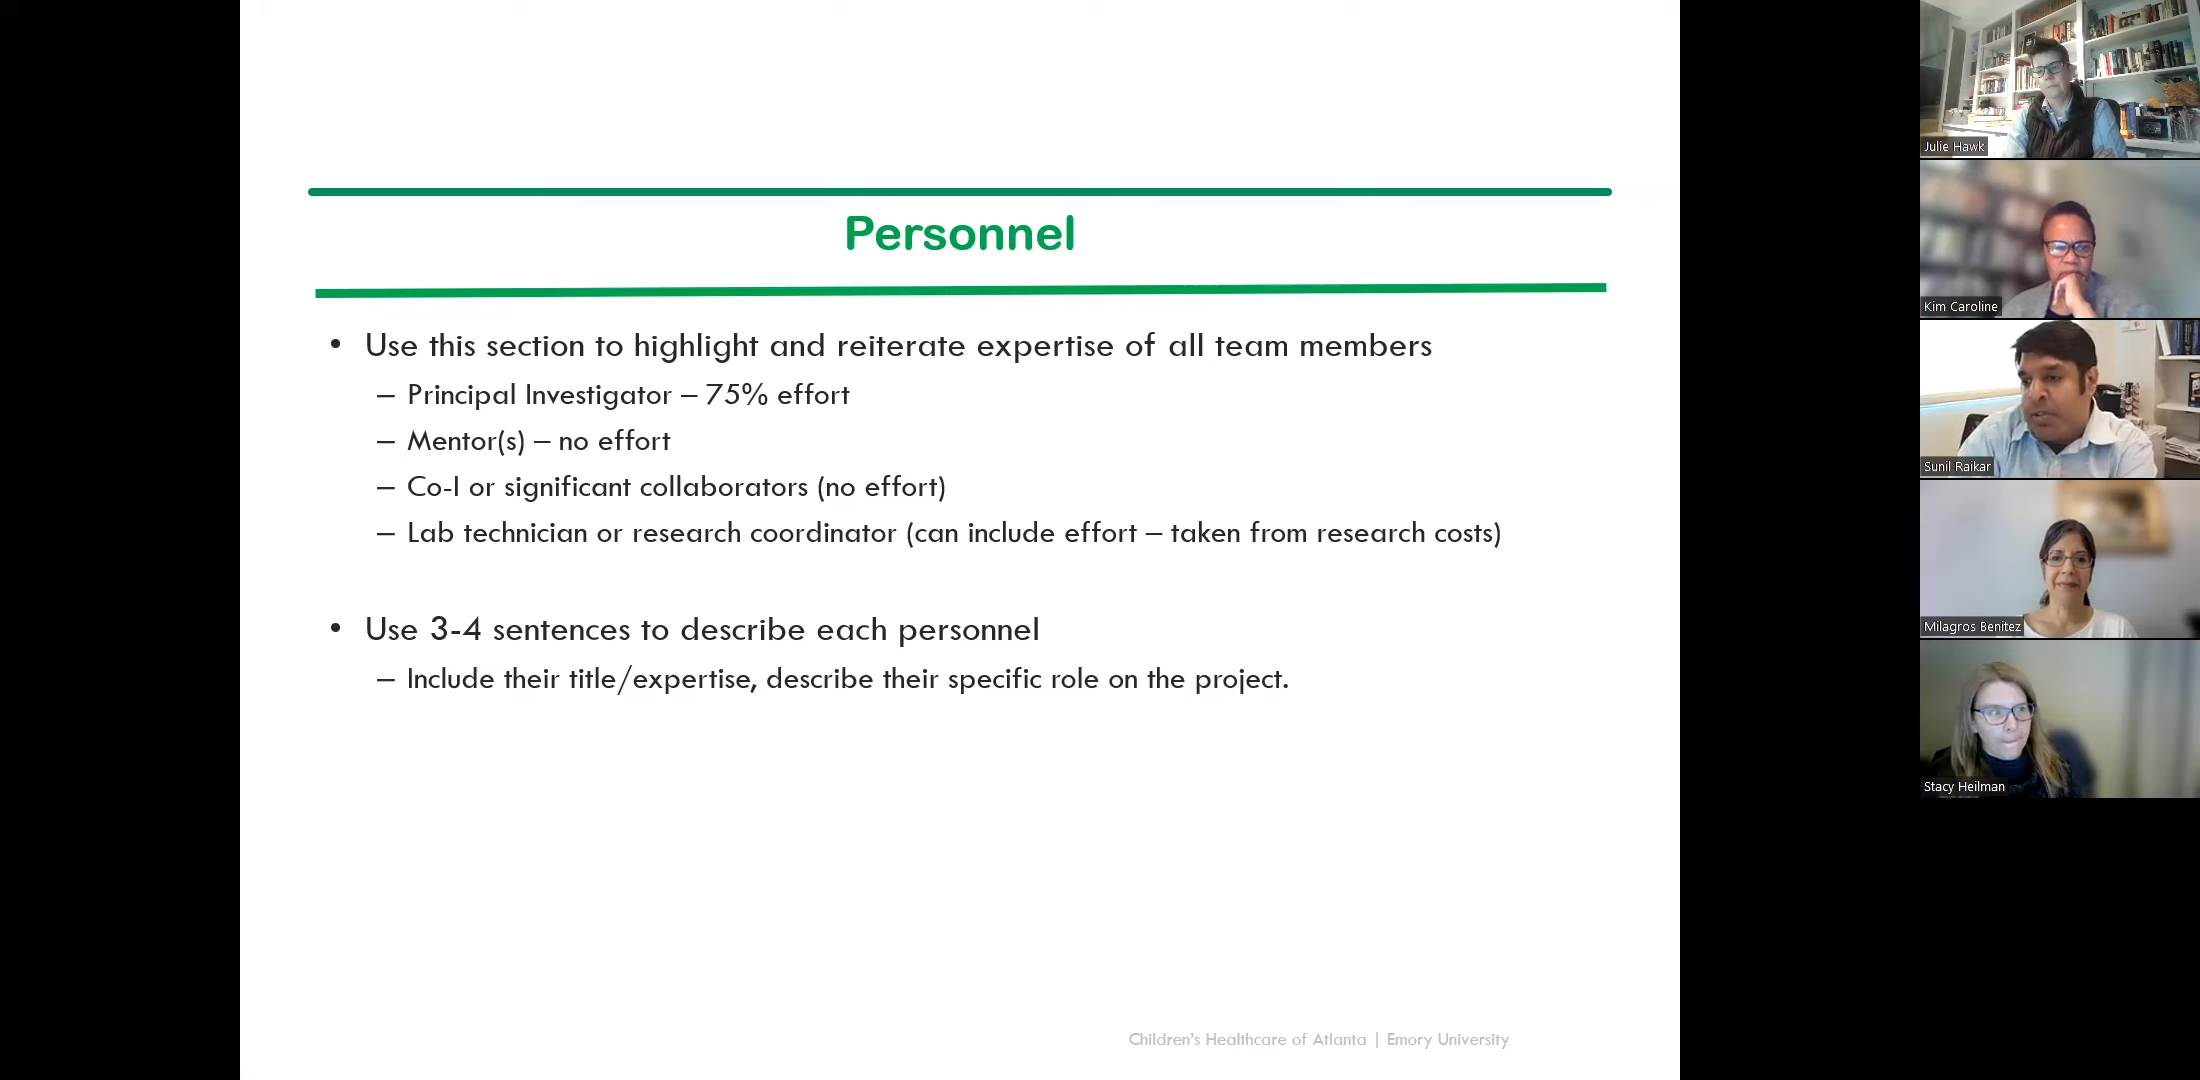 Personnel
• Use this section to highlight and reiterate expertise of all team members
– Principal Investigator – 75% effort
– Mentor(s) – no effort
– Co-I or significant collaborators (no effort)
– Lab technician or research coordinator (can include effort – taken from research costs)
• Use 3-4 sentences to describe each personnel
– Include their title/expertise, describe their specific role on the project.
Children's Healthcare of Atlanta | Emory University
Julie Hawk
Kim Caroline
Sunil Raikar
Milagros Benitez
Stacy Heilman